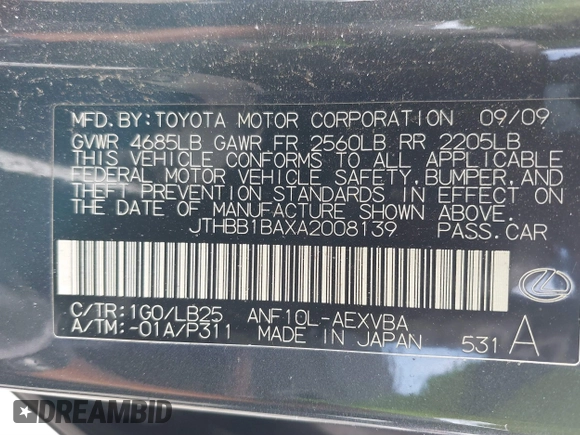 MFD. BY: TOYOTA MOTOR CORPORATION 09/09
GVWR 4685LB GAWR FR 2560LB RR 2205LB
THIS VEHICLE CONFORMS TO ALL APPLICABLE
FEDERAL MOTOR VEHICLE SAFETY, BUMPER, AND
THEFT PREVENTION STANDARDS IN EFFECT ON
THE DATE OF MANUFACTURE SHOWN ABOVE.
JTHBB1BAXA2008139 PASS. CAR
C/TR: 1G0/LB25 ANF10L-AEXVBA
A/TM: -01A/P311 MADE IN JAPAN 531 A
DREAMBID